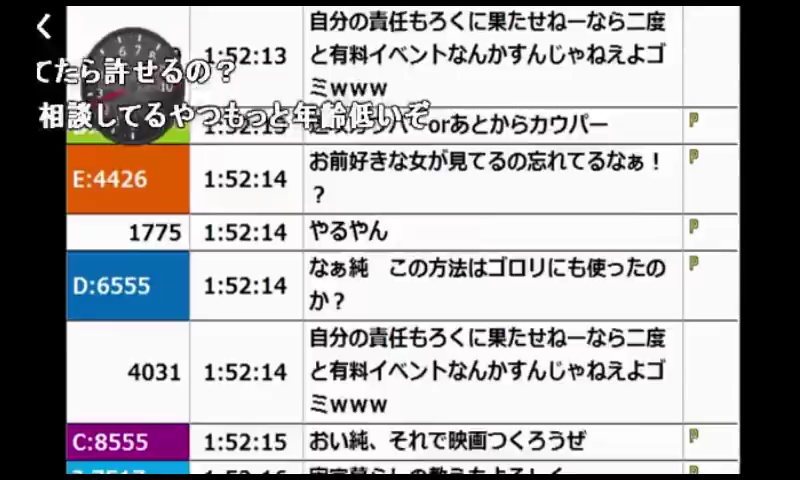 1:52:13
自分の責任もろくに果たせねーなら二度
と有料イベントなんかすんじゃねえよゴ
ミwww
てたら許せるの？
相談してるやつもっと年齢低いぞ
orあとからカウパー
P
E:4426
1:52:14
お前好きな女が見てるの忘れてるなぁ！
？
P
1775
1:52:14
やるやん
P
D:6555
1:52:14
なぁ純　この方法はゴロリにも使ったの
か？
P
4031
1:52:14
自分の責任もろくに果たせねーなら二度
と有料イベントなんかすんじゃねえよゴ
ミwww
C:8555
1:52:15
おい純、それで映画つくろうぜ
P